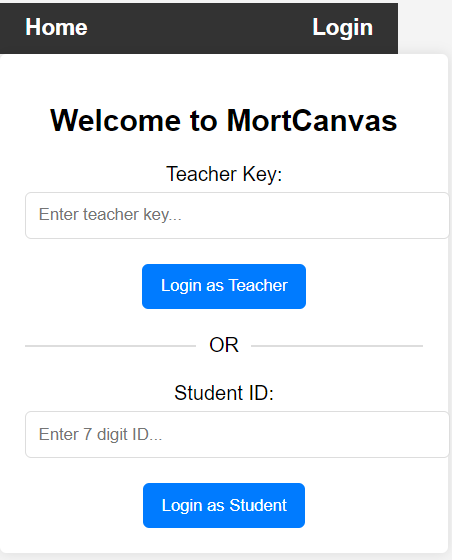 Home Login
Welcome to MortCanvas
Teacher Key:
Enter teacher key...
Login as Teacher
OR
Student ID:
Enter 7 digit ID...
Login as Student